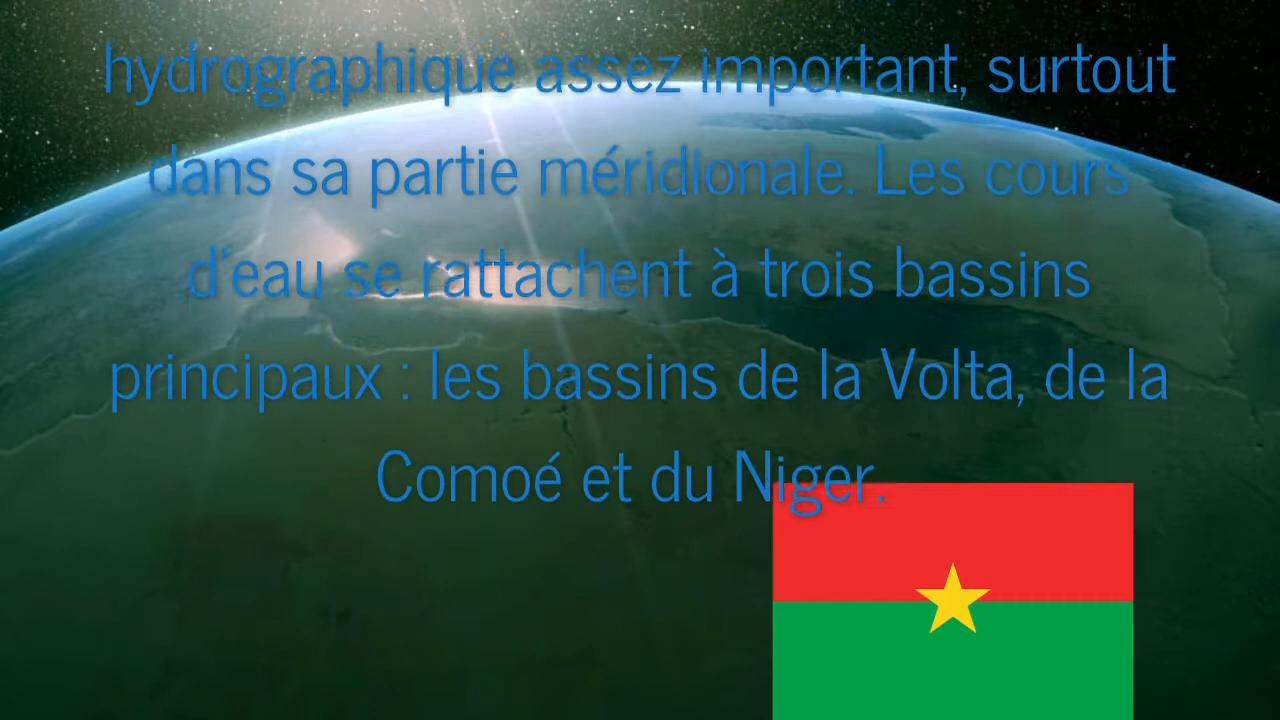 hydrographique assez important, surtout
dans sa partie méridionale. Les cours
d'eau se rattachent à trois bassins
principaux : les bassins de la Volta, de la
Comoé et du Niger.